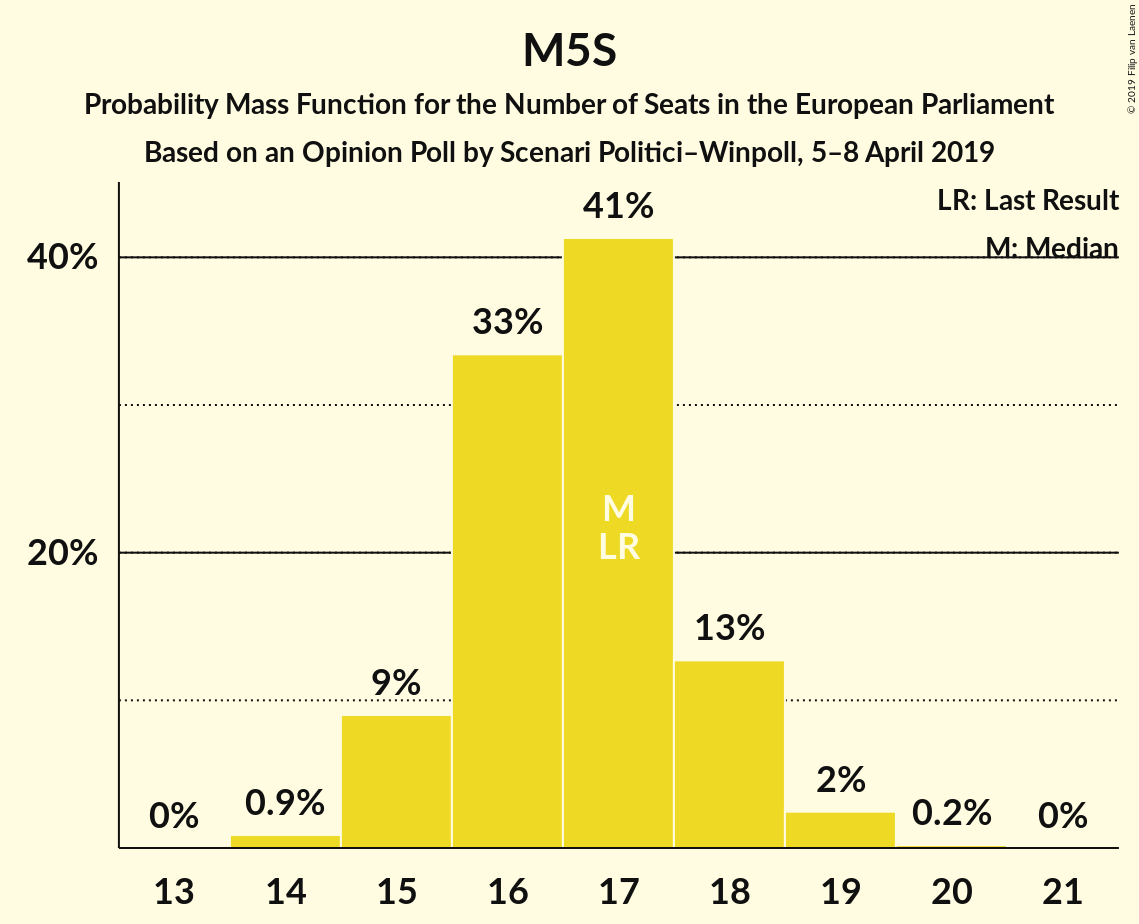 M5S
Probability Mass Function for the Number of Seats in the European Parliament
Based on an Opinion Poll by Scenari Politici–Winpoll, 5–8 April 2019
© 2019 Filip van Laenen
LR: Last Result
M: Median
40%
20%
0%
0.9%
9%
33%
41%
13%
2%
0.2%
0%
M
LR
13
14
15
16
17
18
19
20
21